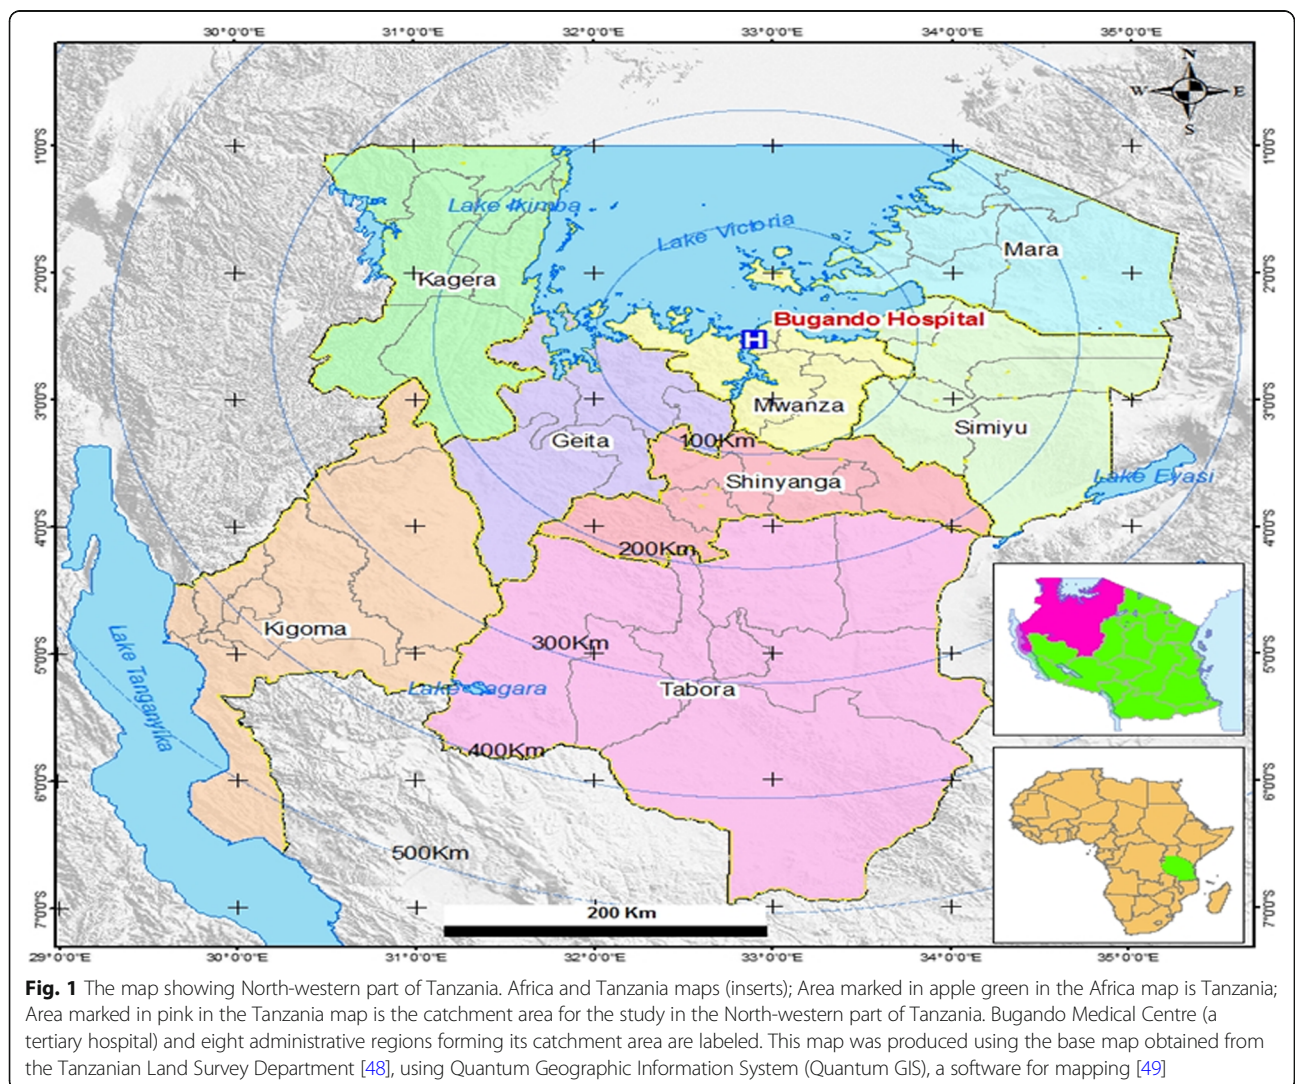 30°0'0"E 31°0'0"E 32°0'0"E 33°0'0"E 34°0'0"E 35°0'0"E
N
W E
S
1°0'0"S 1°0'0"S
Lake Ikimba
Lake Victoria
Mara
2°0'0"S 2°0'0"S
Kagera
Bugando Hospital
H
3°0'0"S 3°0'0"S
Mwanza
Simiyu
Geita
100Km
Lake Eyasi
Shinyanga
4°0'0"S 4°0'0"S
200Km
Kigoma
300Km
5°0'0"S 5°0'0"S
Lake Tanganyika
Lake Sagara
Tabora
400Km
6°0'0"S 6°0'0"S
500Km
7°0'0"S 7°0'0"S
200 Km
29°0'0"E 30°0'0"E 31°0'0"E 32°0'0"E 33°0'0"E 34°0'0"E 35°0'0"E
Fig. 1 The map showing North-western part of Tanzania. Africa and Tanzania maps (inserts); Area marked in apple green in the Africa map is Tanzania;
Area marked in pink in the Tanzania map is the catchment area for the study in the North-western part of Tanzania. Bugando Medical Centre (a
tertiary hospital) and eight administrative regions forming its catchment area are labeled. This map was produced using the base map obtained from
the Tanzanian Land Survey Department [48], using Quantum Geographic Information System (Quantum GIS), a software for mapping [49]